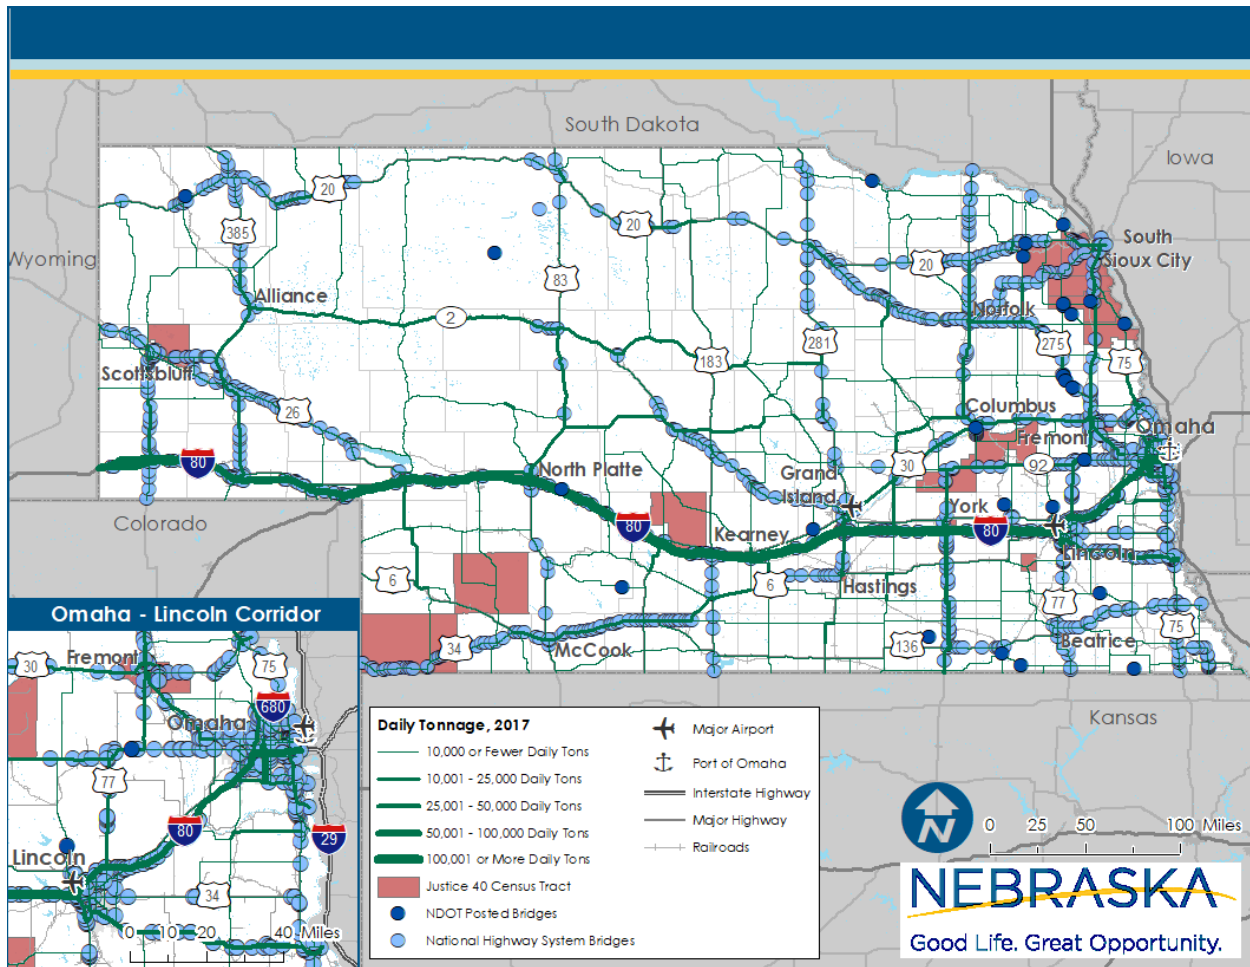 South Dakota
Iowa
Wyoming
20
385
20
South
Sioux City
20
83
Alliance
2
Norfolk
281
275
183
75
Scottsbluff
26
Columbus
Omaha
Fremont
80
North Platte
30
92
Grand
Island
York
Colorado
80
Kearney
80
Lincoln
6
6
Hastings
77
75
34
McCook
136
Beatrice
Kansas
Omaha - Lincoln Corridor
30
Fremont
75
680
Omaha
77
80
29
Lincoln
34
0 10 20 40 Miles
Daily Tonnage, 2017
10,000 or Fewer Daily Tons
10,001 - 25,000 Daily Tons
25,001 - 50,000 Daily Tons
50,001 - 100,000 Daily Tons
100,001 or More Daily Tons
Justice 40 Census Tract
NDOT Posted Bridges
National Highway System Bridges
Major Airport
Port of Omaha
Interstate Highway
Major Highway
Railroads
N
0 25 50 100 Miles
NEBRASKA
Good Life. Great Opportunity.